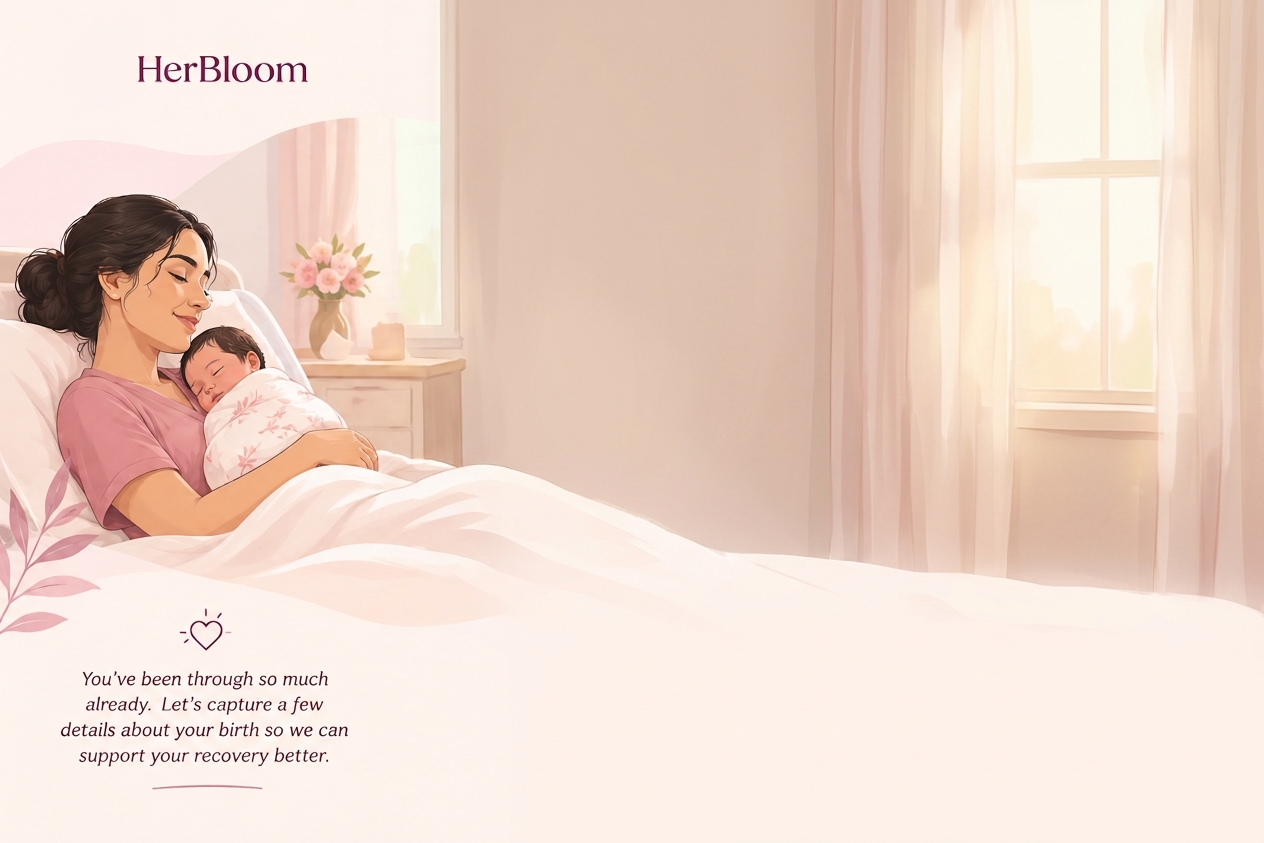 HerBloom
You’ve been through so much
already. Let’s capture a few
details about your birth so we can
support your recovery better.